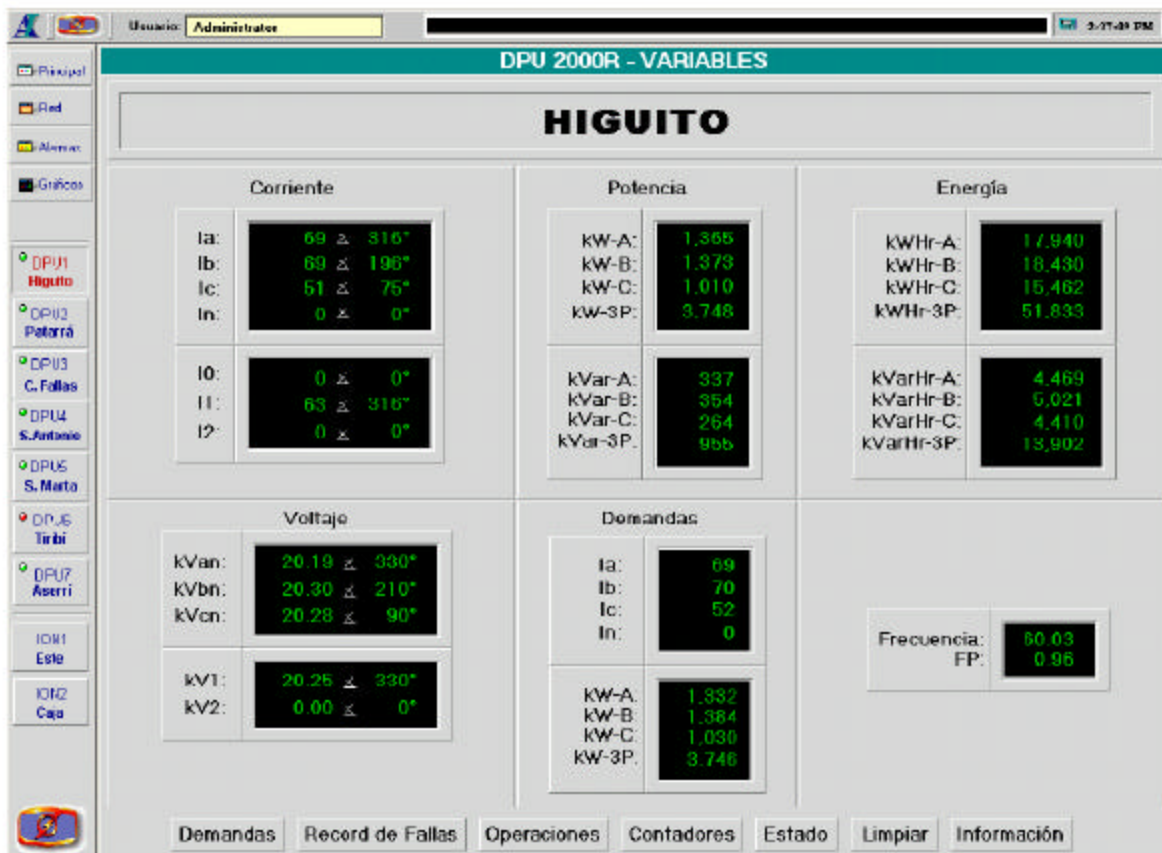 Usuario: Administrator
DPU 2000R - VARIABLES
HIGUITO
Principal
Red
Alarmas
Gráficos
DPU1
Higuito
DPU2
Patarrá
DPU3
C. Fallas
DPU4
S.Antonio
DPU5
S. Marta
DPU6
Tiribí
DPU7
Aserrí
ION1
Este
ION2
Caja
Corriente
Ia: 69 ∠ 316°
Ib: 69 ∠ 196°
Ic: 51 ∠ 75°
In: 0 ∠ 0°
I0: 0 ∠ 0°
I1: 63 ∠ 316°
I2: 0 ∠ 0°
Potencia
kW-A: 1,365
kW-B: 1,373
kW-C: 1,010
kW-3P: 3,748
kVar-A: 337
kVar-B: 354
kVar-C: 264
kVar-3P: 955
Energía
kWHr-A: 17,940
kWHr-B: 18,430
kWHr-C: 15,462
kWHr-3P: 51,833
kVarHr-A: 4,469
kVarHr-B: 5,021
kVarHr-C: 4,410
kVarHr-3P: 13,902
Voltaje
kVan: 20.19 ∠ 330°
kVbn: 20.30 ∠ 210°
kVcn: 20.28 ∠ 90°
kV1: 20.25 ∠ 330°
kV2: 0.00 ∠ 0°
Demandas
Ia: 69
Ib: 70
Ic: 52
In: 0
kW-A: 1,332
kW-B: 1,384
kW-C: 1,030
kW-3P: 3,746
Frecuencia: 60.03
FP: 0.96
Demandas Record de Fallas Operaciones Contadores Estado Limpiar Información